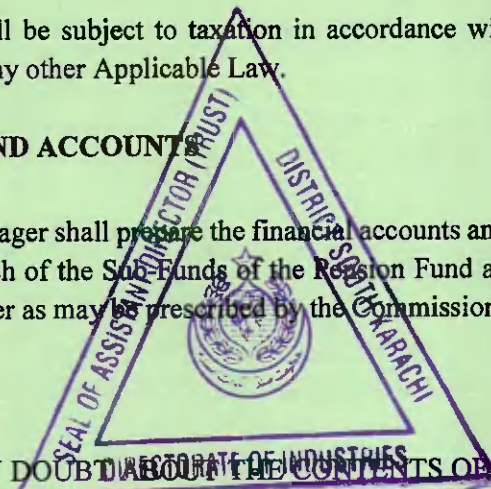 ll be subject to taxation in accordance wi
ny other Applicable Law.
ND ACCOUNTS
ager shall prepare the financial accounts an
h of the Sub-Funds of the Pension Fund a
er as may be prescribed by the Commission
SEAL OF ASSISTANT DIRECTOR (TRUST)
DISTRICT SOUTH KARACHI
DIRECTORATE OF INDUSTRIES
DOUBT ABOUT THE CONTENTS OF